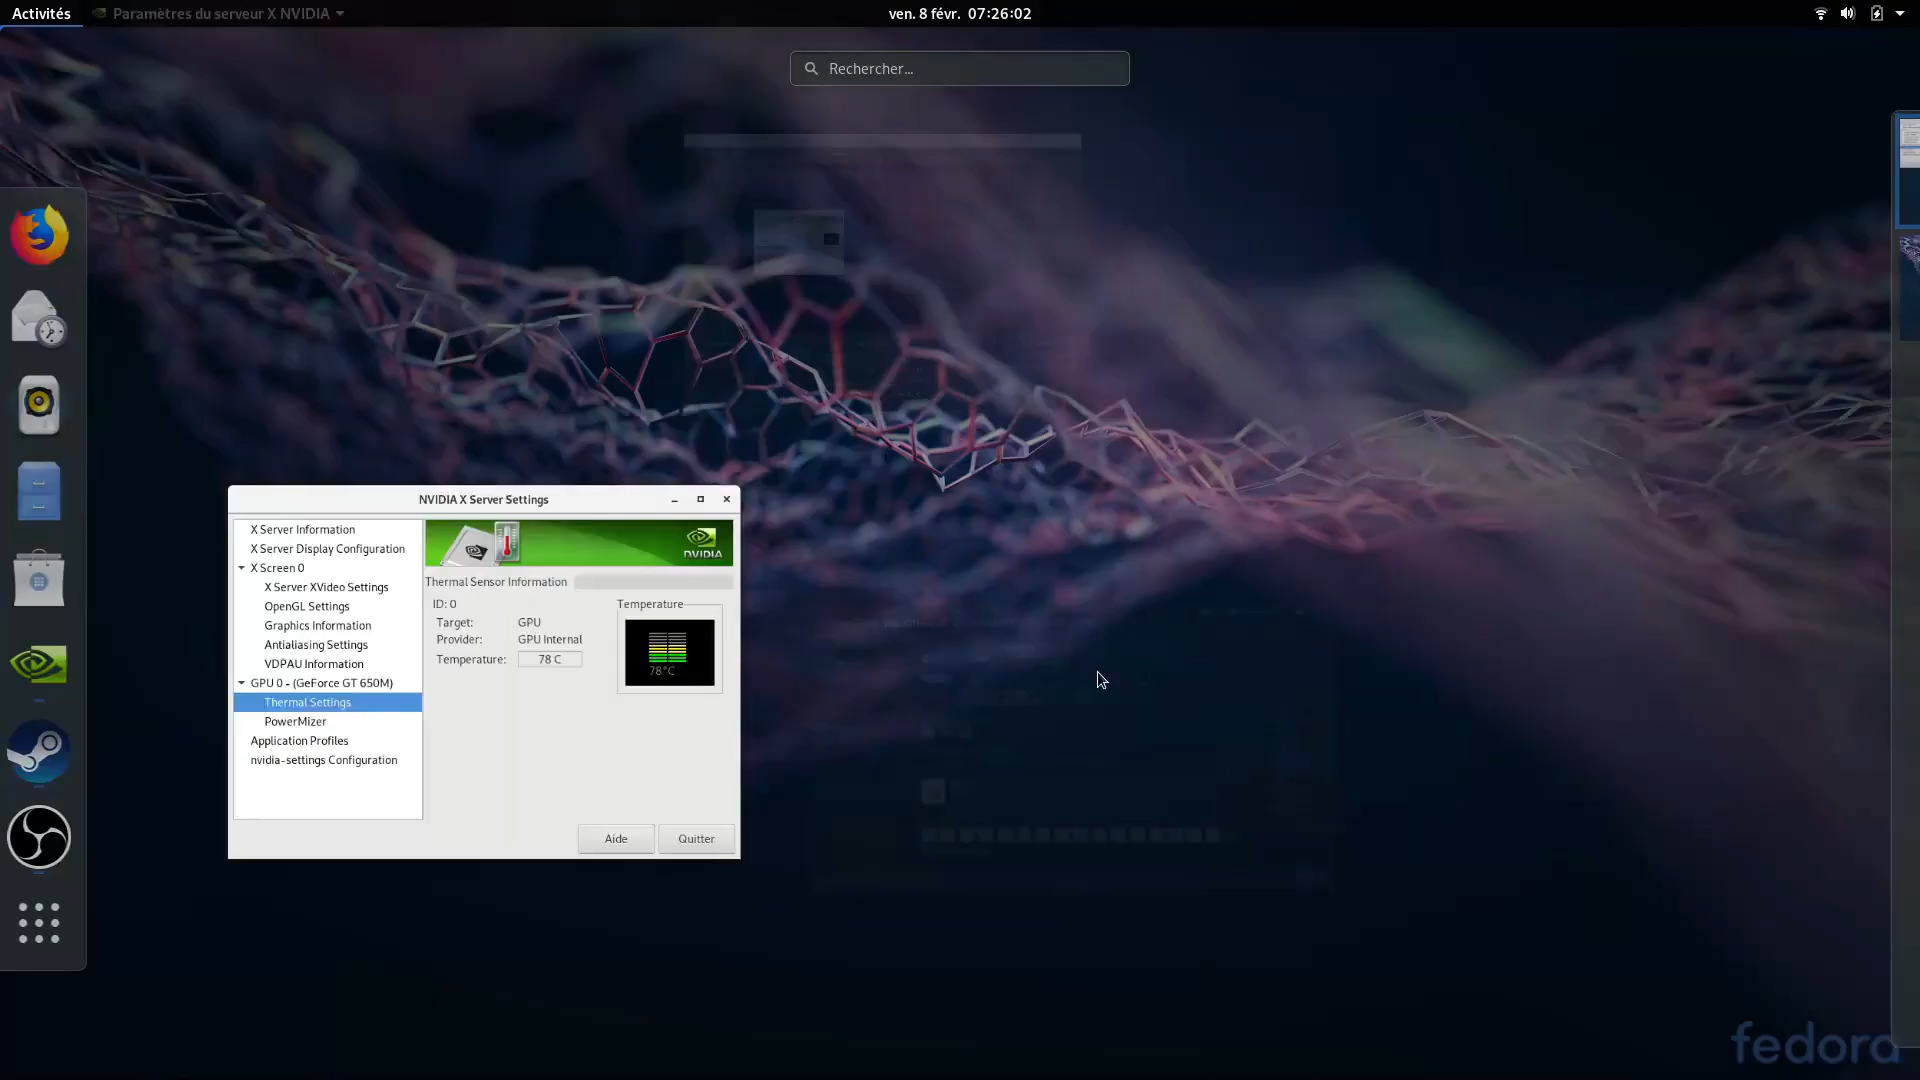 Activités
Paramètres du serveur X NVIDIA
ven. 8 févr. 07:26:02
Rechercher...
NVIDIA X Server Settings
X Server Information
X Server Display Configuration
X Screen 0
X Server XVideo Settings
OpenGL Settings
Graphics Information
Antialiasing Settings
VDPAU Information
GPU 0 - (GeForce GT 650M)
Thermal Settings
PowerMizer
Application Profiles
nvidia-settings Configuration
NVIDIA
Thermal Sensor Information
ID: 0
Target: GPU
Provider: GPU Internal
Temperature: 78 C
Temperature
78°C
Aide
Quitter
fedora